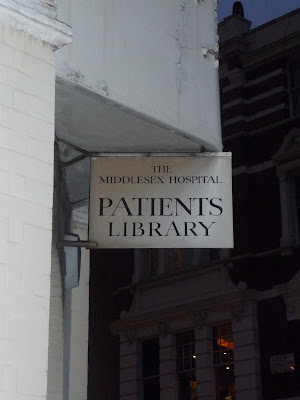 THE
MIDDLESEX HOSPITAL
PATIENTS
LIBRARY